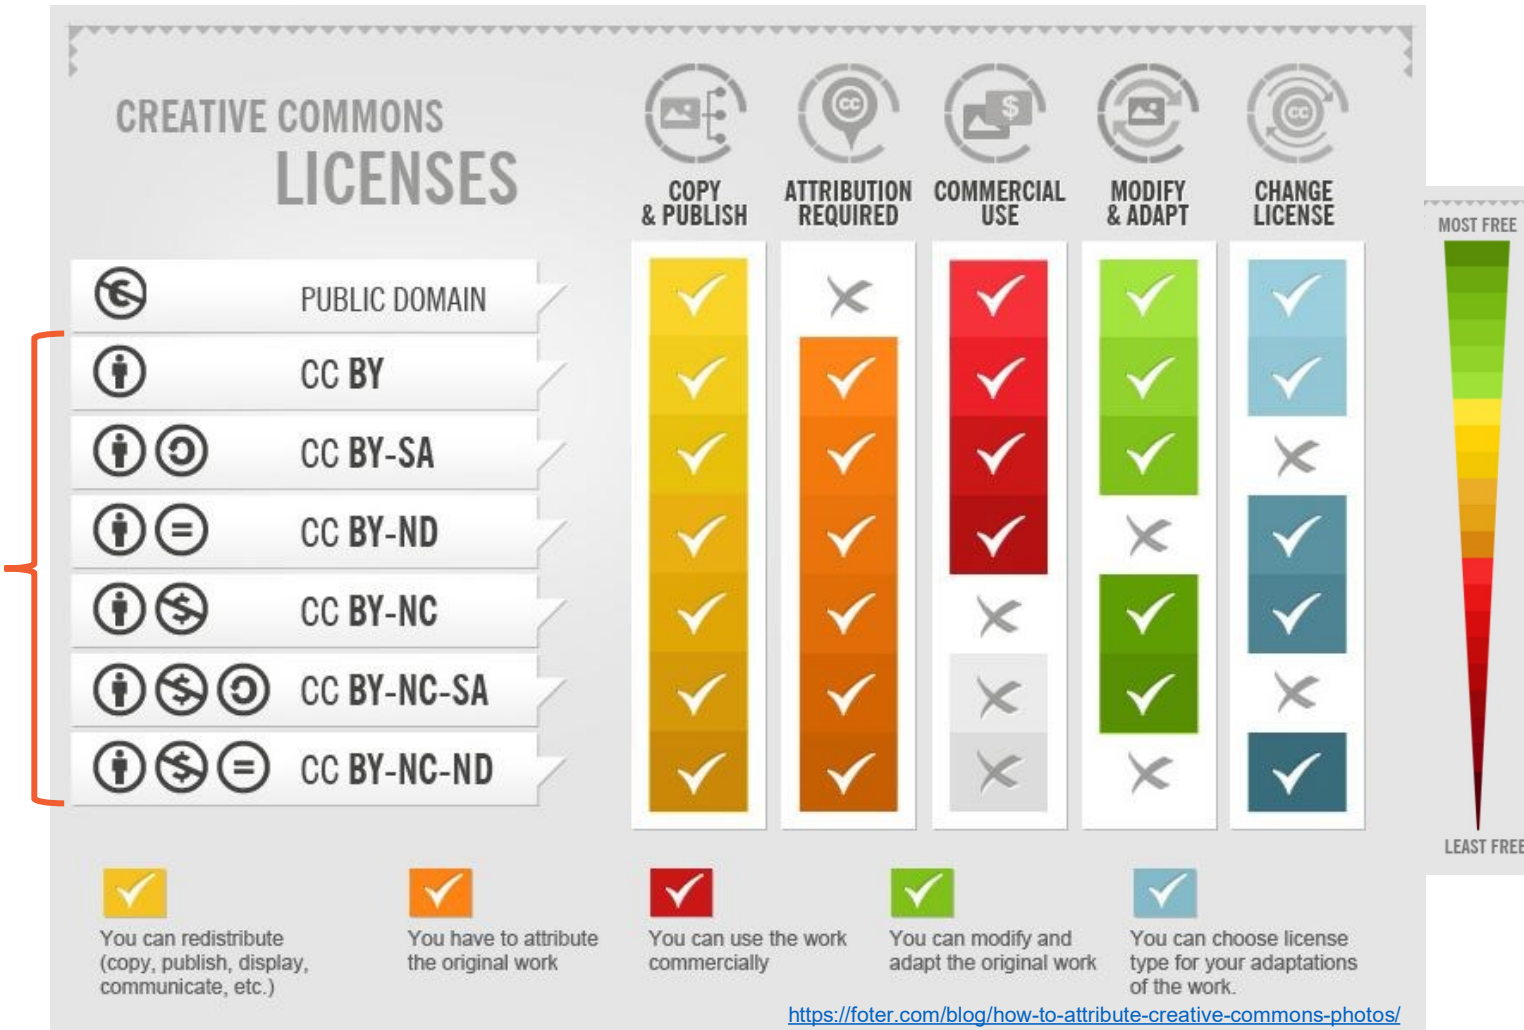 CREATIVE COMMONS
LICENSES
COPY
& PUBLISH
ATTRIBUTION
REQUIRED
COMMERCIAL
USE
MODIFY
& ADAPT
CHANGE
LICENSE
MOST FREE
PUBLIC DOMAIN
CC BY
CC BY-SA
CC BY-ND
CC BY-NC
CC BY-NC-SA
CC BY-NC-ND
LEAST FREE
You can redistribute
(copy, publish, display,
communicate, etc.)
You have to attribute
the original work
You can use the work
commercially
You can modify and
adapt the original work
You can choose license
type for your adaptations
of the work.
https://foter.com/blog/how-to-attribute-creative-commons-photos/